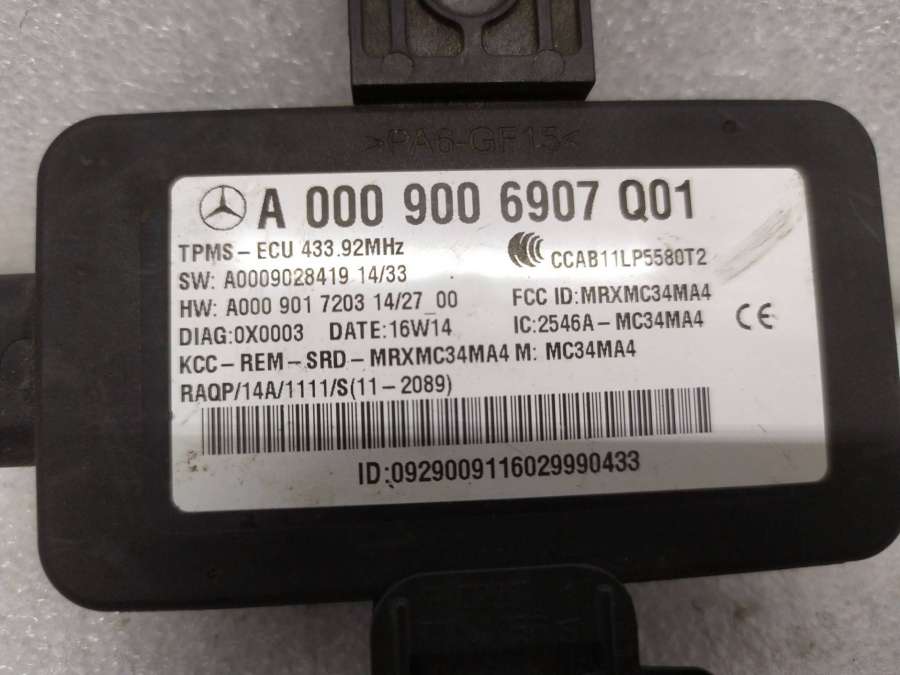 >PA6-GF15<
A 000 900 6907 Q01
TPMS-ECU 433.92MHz
CCAB11LP5580T2
SW: A0009028419 14/33
HW: A000 901 7203 14/27 00
FCC ID:MRXMC34MA4
DIAG:0X0003 DATE:16W14
IC:2546A-MC34MA4
CE
KCC-REM-SRD-MRXMC34MA4 M: MC34MA4
RAQP/14A/1111/S(11-2089)
ID:0929009116029990433